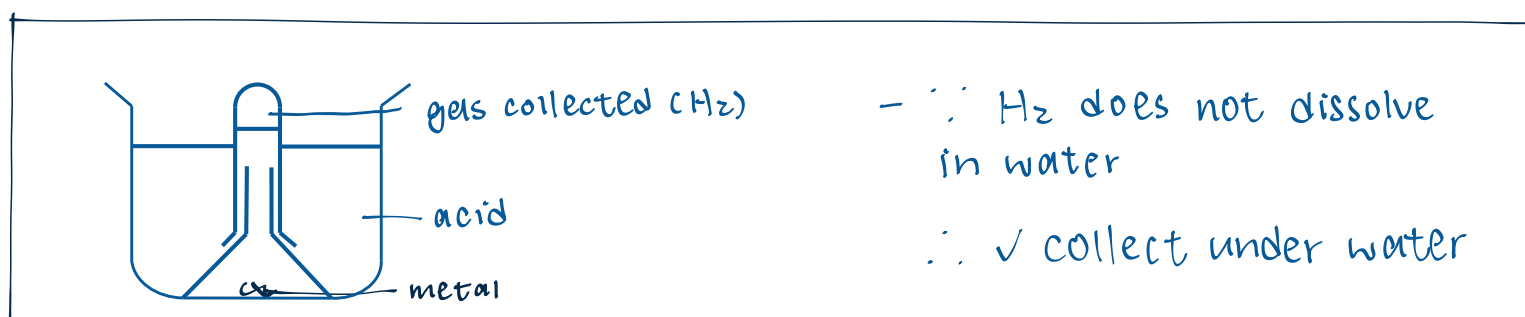 gas collected (H2)
acid
metal
- ∵ H2 does not dissolve
in water
∴ ✓ collect under water